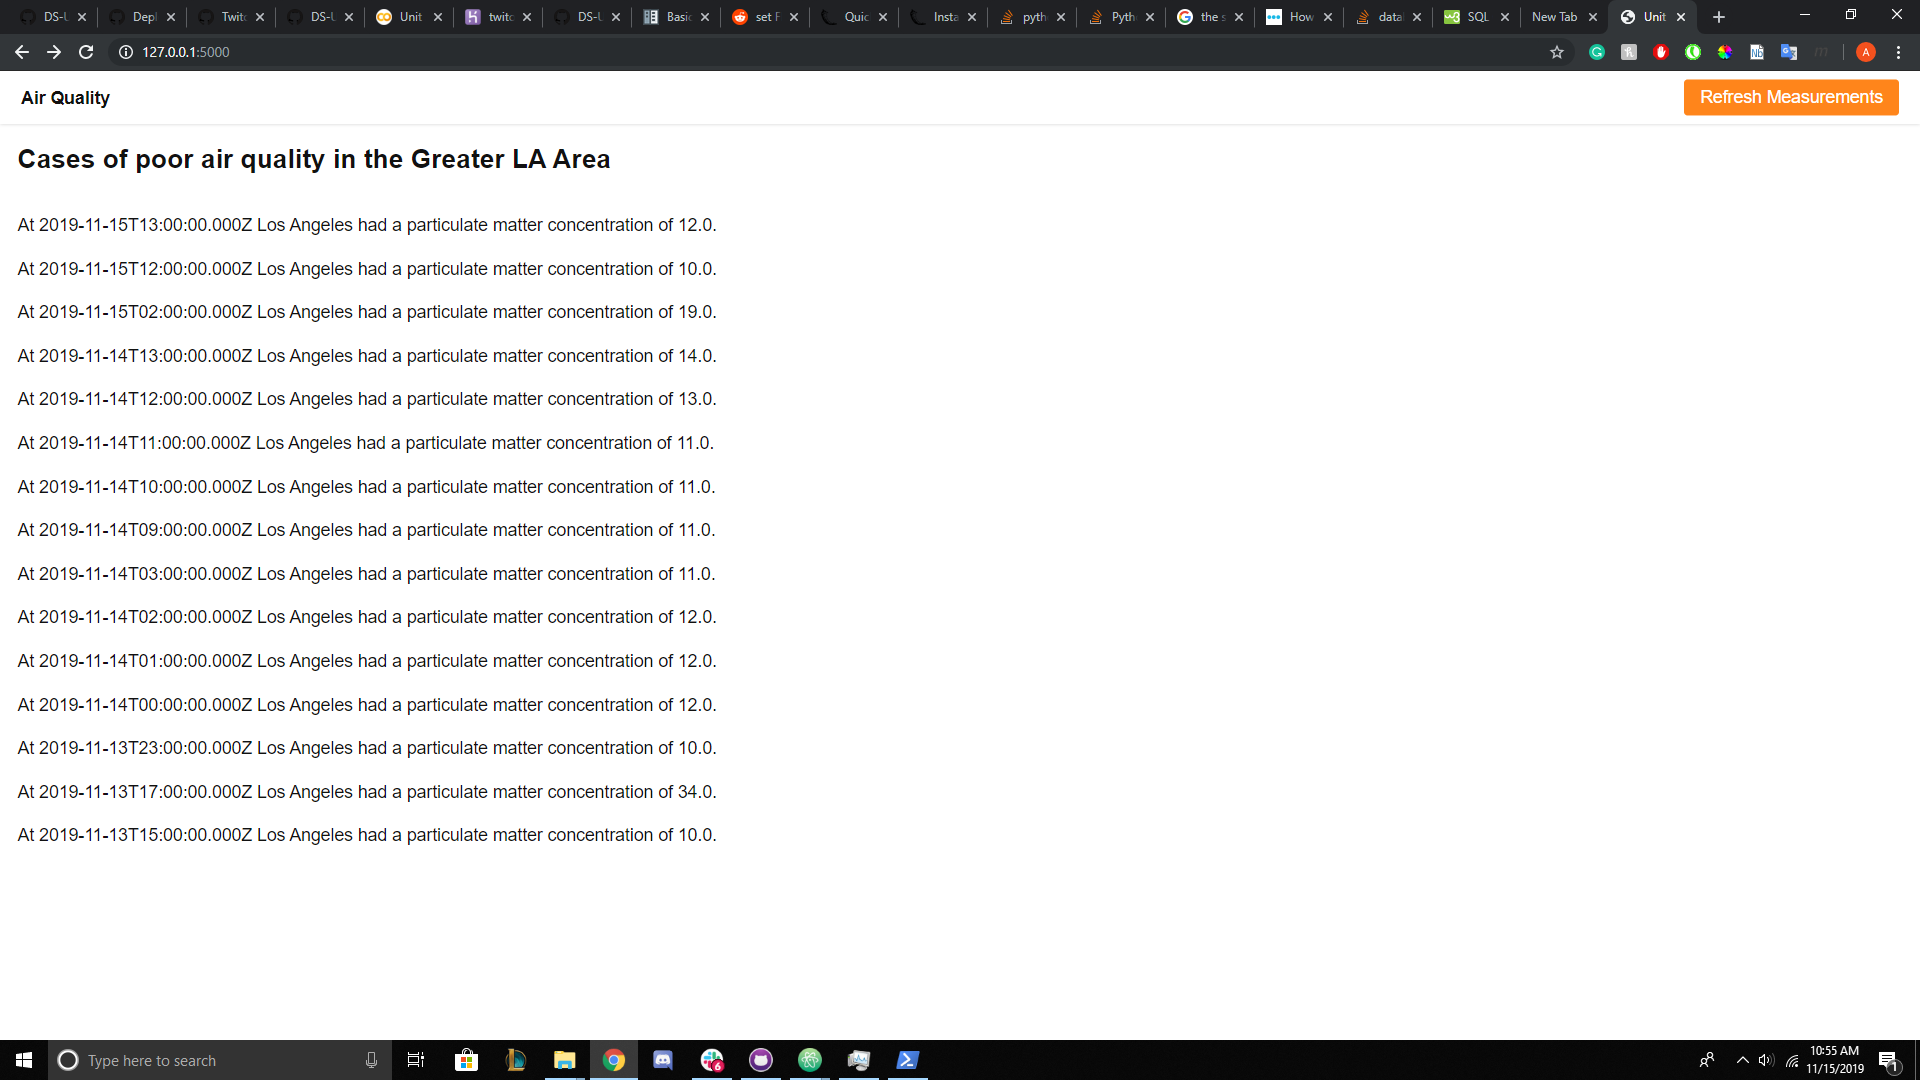 DS-U Depl Twitc DS-U Unit twitc DS-U Basic set F Quic Insta pyth Pyth the s How data SQL New Tab Unit
127.0.0.1:5000
Air Quality Refresh Measurements
Cases of poor air quality in the Greater LA Area
At 2019-11-15T13:00:00.000Z Los Angeles had a particulate matter concentration of 12.0.
At 2019-11-15T12:00:00.000Z Los Angeles had a particulate matter concentration of 10.0.
At 2019-11-15T02:00:00.000Z Los Angeles had a particulate matter concentration of 19.0.
At 2019-11-14T13:00:00.000Z Los Angeles had a particulate matter concentration of 14.0.
At 2019-11-14T12:00:00.000Z Los Angeles had a particulate matter concentration of 13.0.
At 2019-11-14T11:00:00.000Z Los Angeles had a particulate matter concentration of 11.0.
At 2019-11-14T10:00:00.000Z Los Angeles had a particulate matter concentration of 11.0.
At 2019-11-14T09:00:00.000Z Los Angeles had a particulate matter concentration of 11.0.
At 2019-11-14T03:00:00.000Z Los Angeles had a particulate matter concentration of 11.0.
At 2019-11-14T02:00:00.000Z Los Angeles had a particulate matter concentration of 12.0.
At 2019-11-14T01:00:00.000Z Los Angeles had a particulate matter concentration of 12.0.
At 2019-11-14T00:00:00.000Z Los Angeles had a particulate matter concentration of 12.0.
At 2019-11-13T23:00:00.000Z Los Angeles had a particulate matter concentration of 10.0.
At 2019-11-13T17:00:00.000Z Los Angeles had a particulate matter concentration of 34.0.
At 2019-11-13T15:00:00.000Z Los Angeles had a particulate matter concentration of 10.0.
Type here to search
10:55 AM
11/15/2019